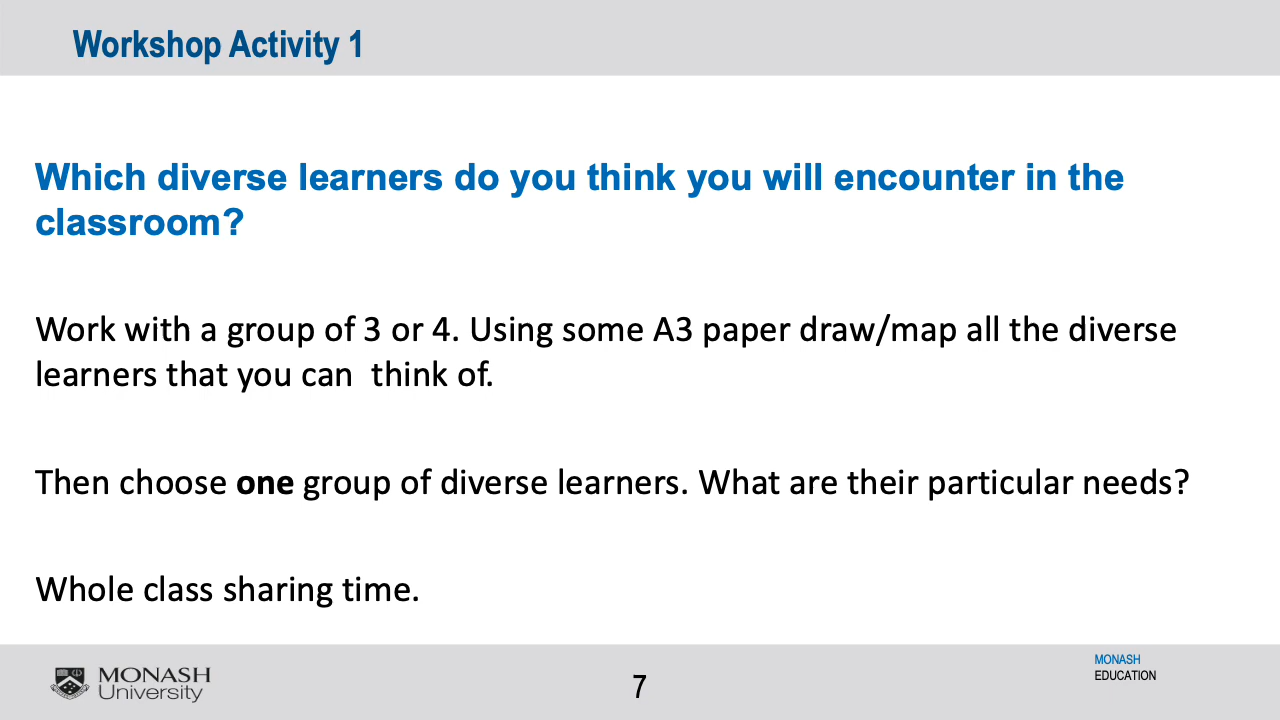 Workshop Activity 1
Which diverse learners do you think you will encounter in the
classroom?
Work with a group of 3 or 4. Using some A3 paper draw/map all the diverse
learners that you can  think of.
Then choose one group of diverse learners. What are their particular needs?
Whole class sharing time.
MONASH
University
7
MONASH
EDUCATION